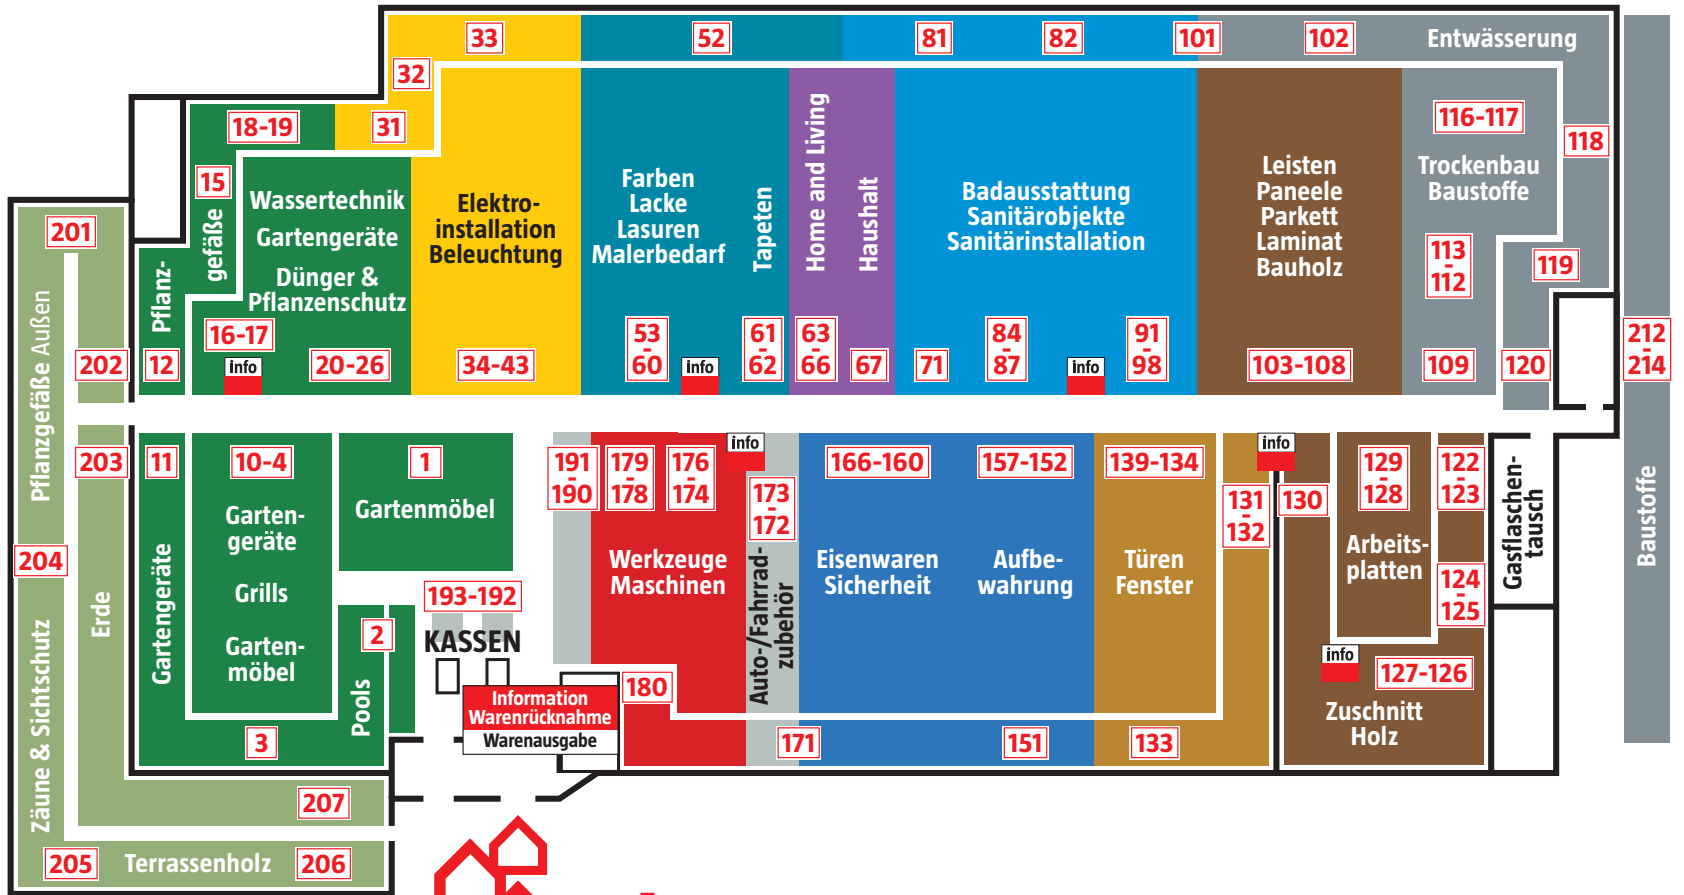 33
52
81
82
101
102
Entwässerung
32
18-19
31
116-117
118
15
Pflanz-
gefäße
Wassertechnik
Gartengeräte
Dünger &
Pflanzenschutz
Elektro-
installation
Beleuchtung
Farben
Lacke
Lasuren
Malerbedarf
Tapeten
Home and Living
Haushalt
Badausstattung
Sanitärobjekte
Sanitärinstallation
Leisten
Paneele
Parkett
Laminat
Bauholz
Trockenbau
Baustoffe
113
-
112
119
201
202
12
16-17
info
20-26
34-43
53
-
60
info
61
-
62
63
-
66
67
71
84
-
87
info
91
-
98
103-108
109
120
212
-
214
Pflanzgefäße Außen
203
11
10-4
1
191
-
190
179
-
178
176
-
174
info
173
-
172
166-160
157-152
139-134
131
-
132
info
130
129
-
128
122
-
123
Gasflaschen-
tausch
Baustoffe
Garten-
geräte
Grills
Garten-
möbel
Gartenmöbel
Gartengeräte
204
Erde
Zäune & Sichtschutz
193-192
KASSEN
2
Pools
3
Werkzeuge
Maschinen
Auto-/Fahrrad-
zubehör
Eisenwaren
Sicherheit
Aufbe-
wahrung
Türen
Fenster
Arbeits-
platten
124
-
125
info
127-126
Zuschnitt
Holz
Information
Warenrücknahme
Warenausgabe
180
171
151
133
207
205
Terrassenholz
206